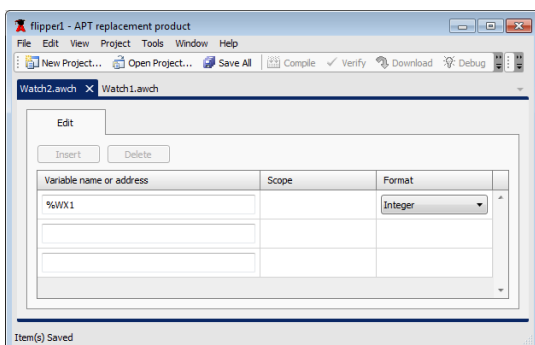 flipper1 - APT replacement product
File Edit View Project Tools Window Help
New Project... Open Project... Save All Compile Verify Download Debug
Watch2.awch X Watch1.awch
Edit
Insert Delete
Variable name or address Scope Format
%WX1 Integer
Item(s) Saved